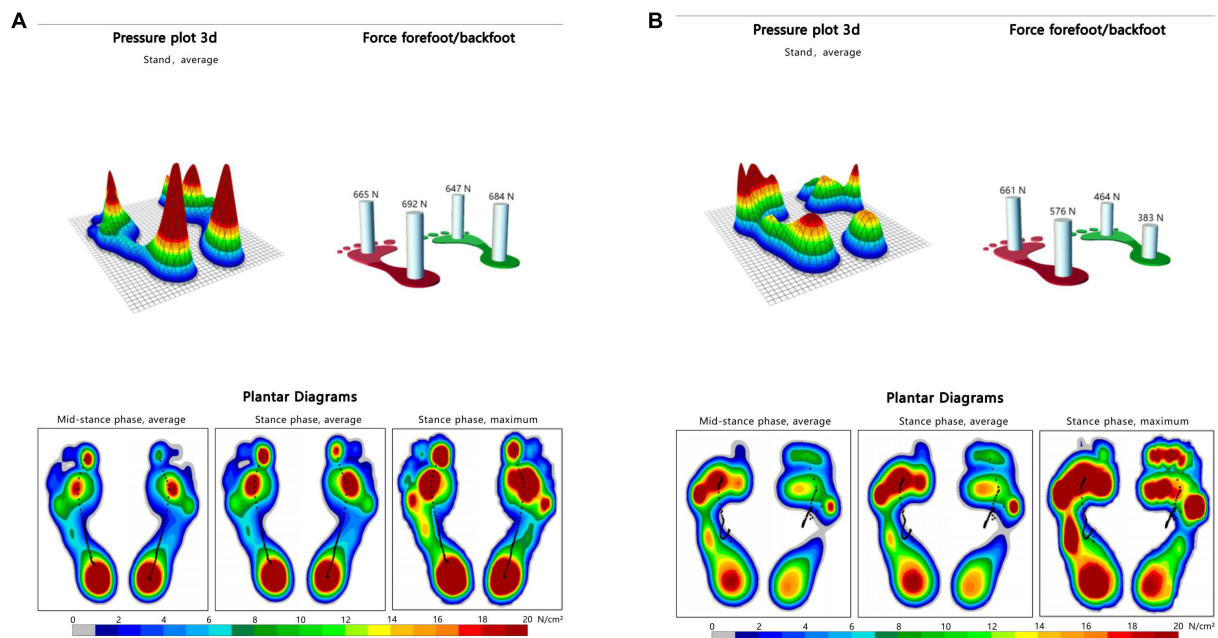 A
Pressure plot 3d
Force forefoot/backfoot
Stand, average
665 N
692 N
647 N
684 N
Plantar Diagrams
Mid-stance phase, average
Stance phase, average
Stance phase, maximum
0 2 4 6 8 10 12 14 16 18 20 N/cm²
B
Pressure plot 3d
Force forefoot/backfoot
Stand, average
661 N
576 N
464 N
383 N
Plantar Diagrams
Mid-stance phase, average
Stance phase, average
Stance phase, maximum
0 2 4 6 8 10 12 14 16 18 20 N/cm²